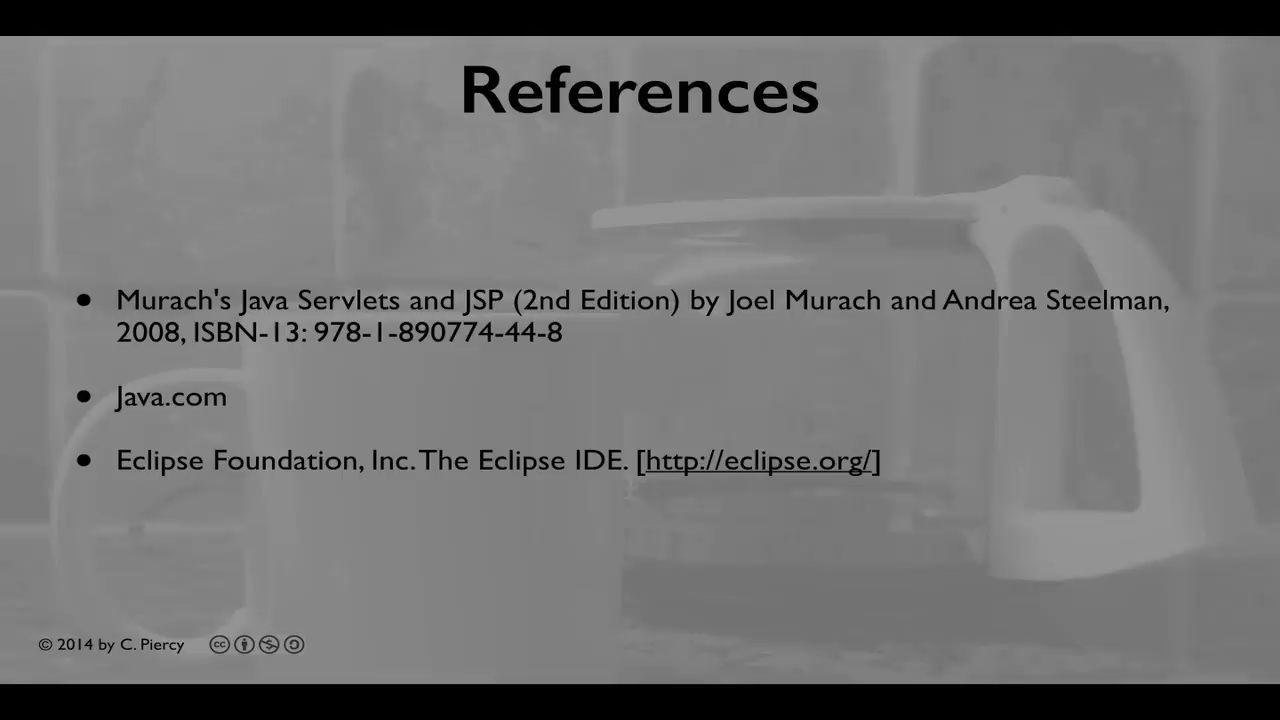 References
• Murach's Java Servlets and JSP (2nd Edition) by Joel Murach and Andrea Steelman,
2008, ISBN-13: 978-1-890774-44-8
• Java.com
• Eclipse Foundation, Inc. The Eclipse IDE. [http://eclipse.org/]
© 2014 by C. Piercy cc